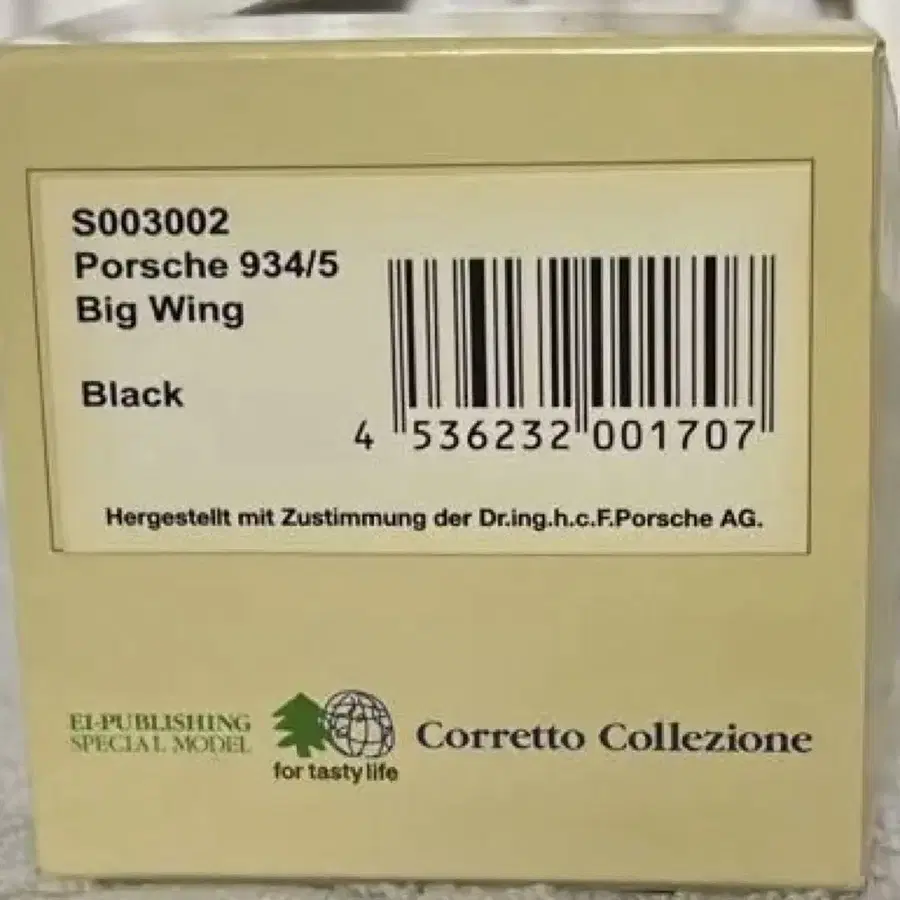 S003002
Porsche 934/5
Big Wing
Black
4 536232 001707
Hergestellt mit Zustimmung der Dr.ing.h.c.F.Porsche AG.
EI-PUBLISHING
SPECIAL MODEL
for tasty life
Corretto Collezione